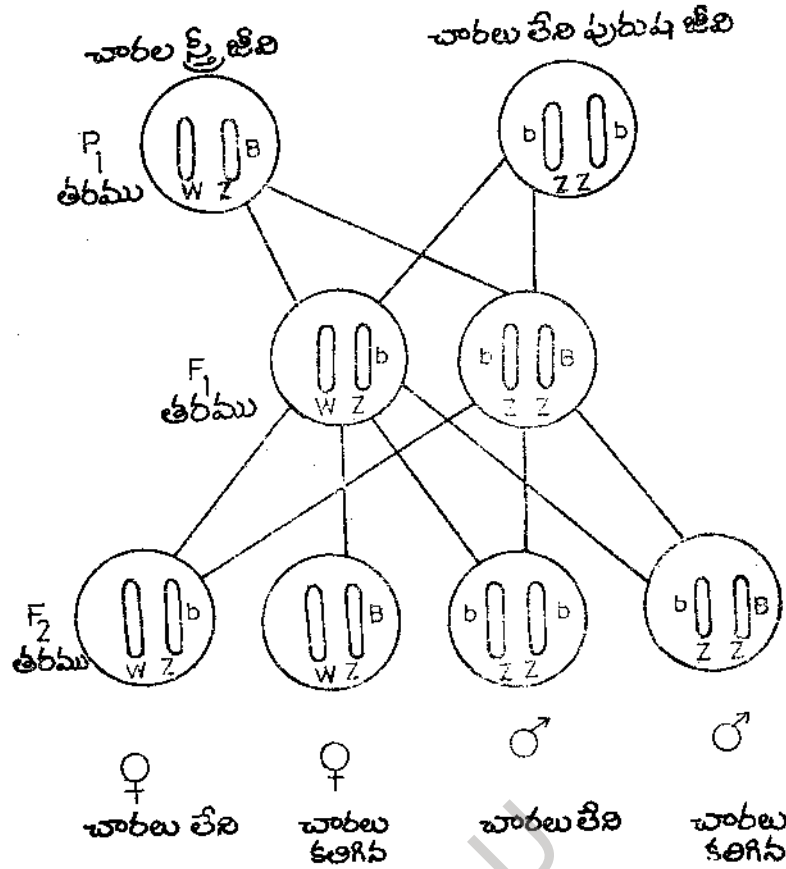 చారల స్త్రీ జీవి
చారలు లేని పురుష జీవి
P1
తరము
W Z B
b b
Z Z
F1
తరము
W Z b
b B
Z Z
F2
తరము
W Z b
W Z B
b b
Z Z
b B
Z Z
♀ ♀ ♂ ♂
చారలు లేని
చారలు
కలిగిన
చారలు లేని
చారలు
కలిగిన
U